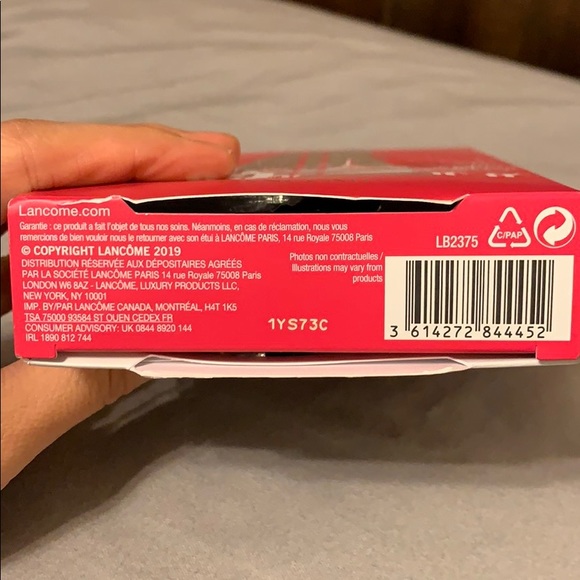 Lancome.com
Garantie : ce produit a fait l'objet de tous nos soins. Néanmoins, en cas de réclamation, nous vous
remercions de bien vouloir nous le retourner avec son étui à LANCÔME PARIS, 14 rue Royale 75008 Paris
© COPYRIGHT LANCÔME 2019
DISTRIBUTION RÉSERVÉE AUX DÉPOSITAIRES AGRÉÉS
PAR LA SOCIÉTÉ LANCÔME PARIS 14 rue Royale 75008 Paris
LONDON W6 8AZ - LANCÔME, LUXURY PRODUCTS LLC,
NEW YORK, NY 10001
IMP. BY/PAR LANCÔME CANADA, MONTRÉAL, H4T 1K5
TSA 75000 93584 ST OUEN CEDEX FR
CONSUMER ADVISORY: UK 0844 8920 144
IRL 1890 812 744
Photos non contractuelles /
Illustrations may vary from
products
1YS73C
LB2375
C/PAP
3 614272 844452